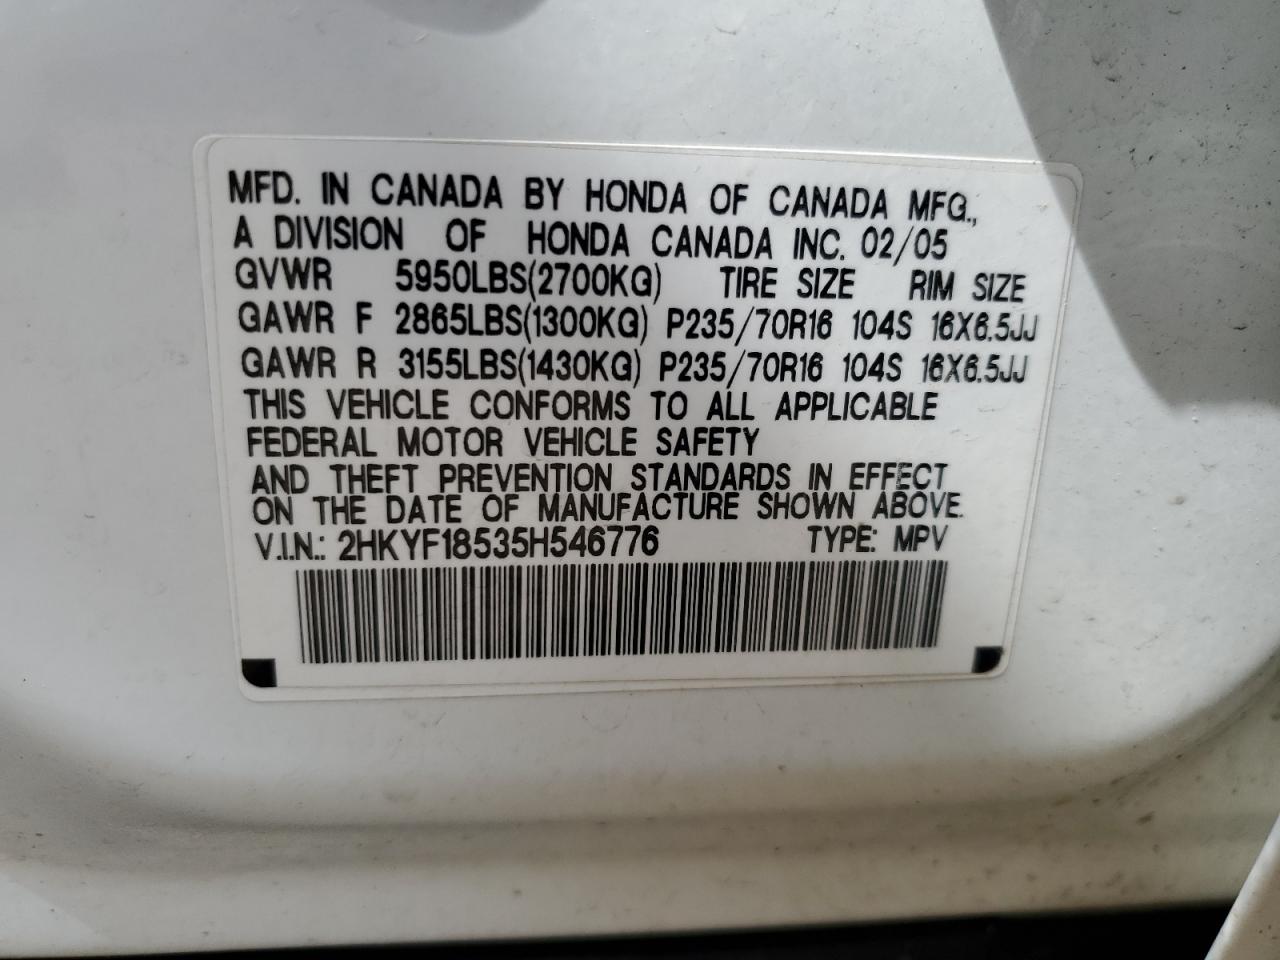 MFD. IN CANADA BY HONDA OF CANADA MFG.,
A DIVISION OF HONDA CANADA INC. 02/05
GVWR 5950LBS(2700KG) TIRE SIZE RIM SIZE
GAWR F 2865LBS(1300KG) P235/70R16 104S 16X6.5JJ
GAWR R 3155LBS(1430KG) P235/70R16 104S 16X6.5JJ
THIS VEHICLE CONFORMS TO ALL APPLICABLE
FEDERAL MOTOR VEHICLE SAFETY
AND THEFT PREVENTION STANDARDS IN EFFECT
ON THE DATE OF MANUFACTURE SHOWN ABOVE.
V.I.N.: 2HKYF18535H546776 TYPE: MPV